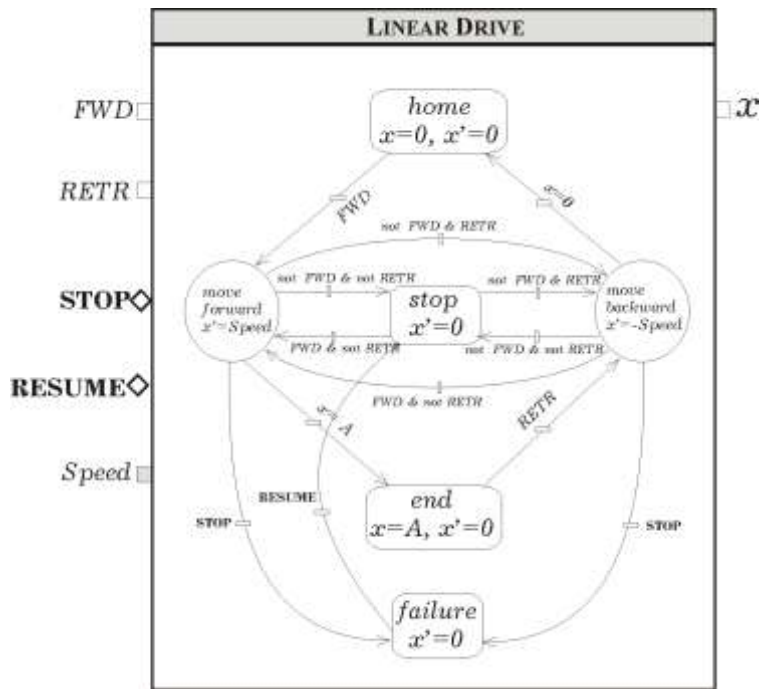 LINEAR DRIVE
FWD
x
home
x=0, x'=0
RETR
FWD
x=0
not FWD & RETR
STOP
move
forward
x'=Speed
not FWD & not RETR
stop
x'=0
not FWD & RETR
move
backward
x'=-Speed
FWD & not RETR
not FWD & not RETR
RESUME
FWD & not RETR
x= A
RETR
Speed
RESUME
end
x=A, x'=0
STOP
STOP
failure
x'=0